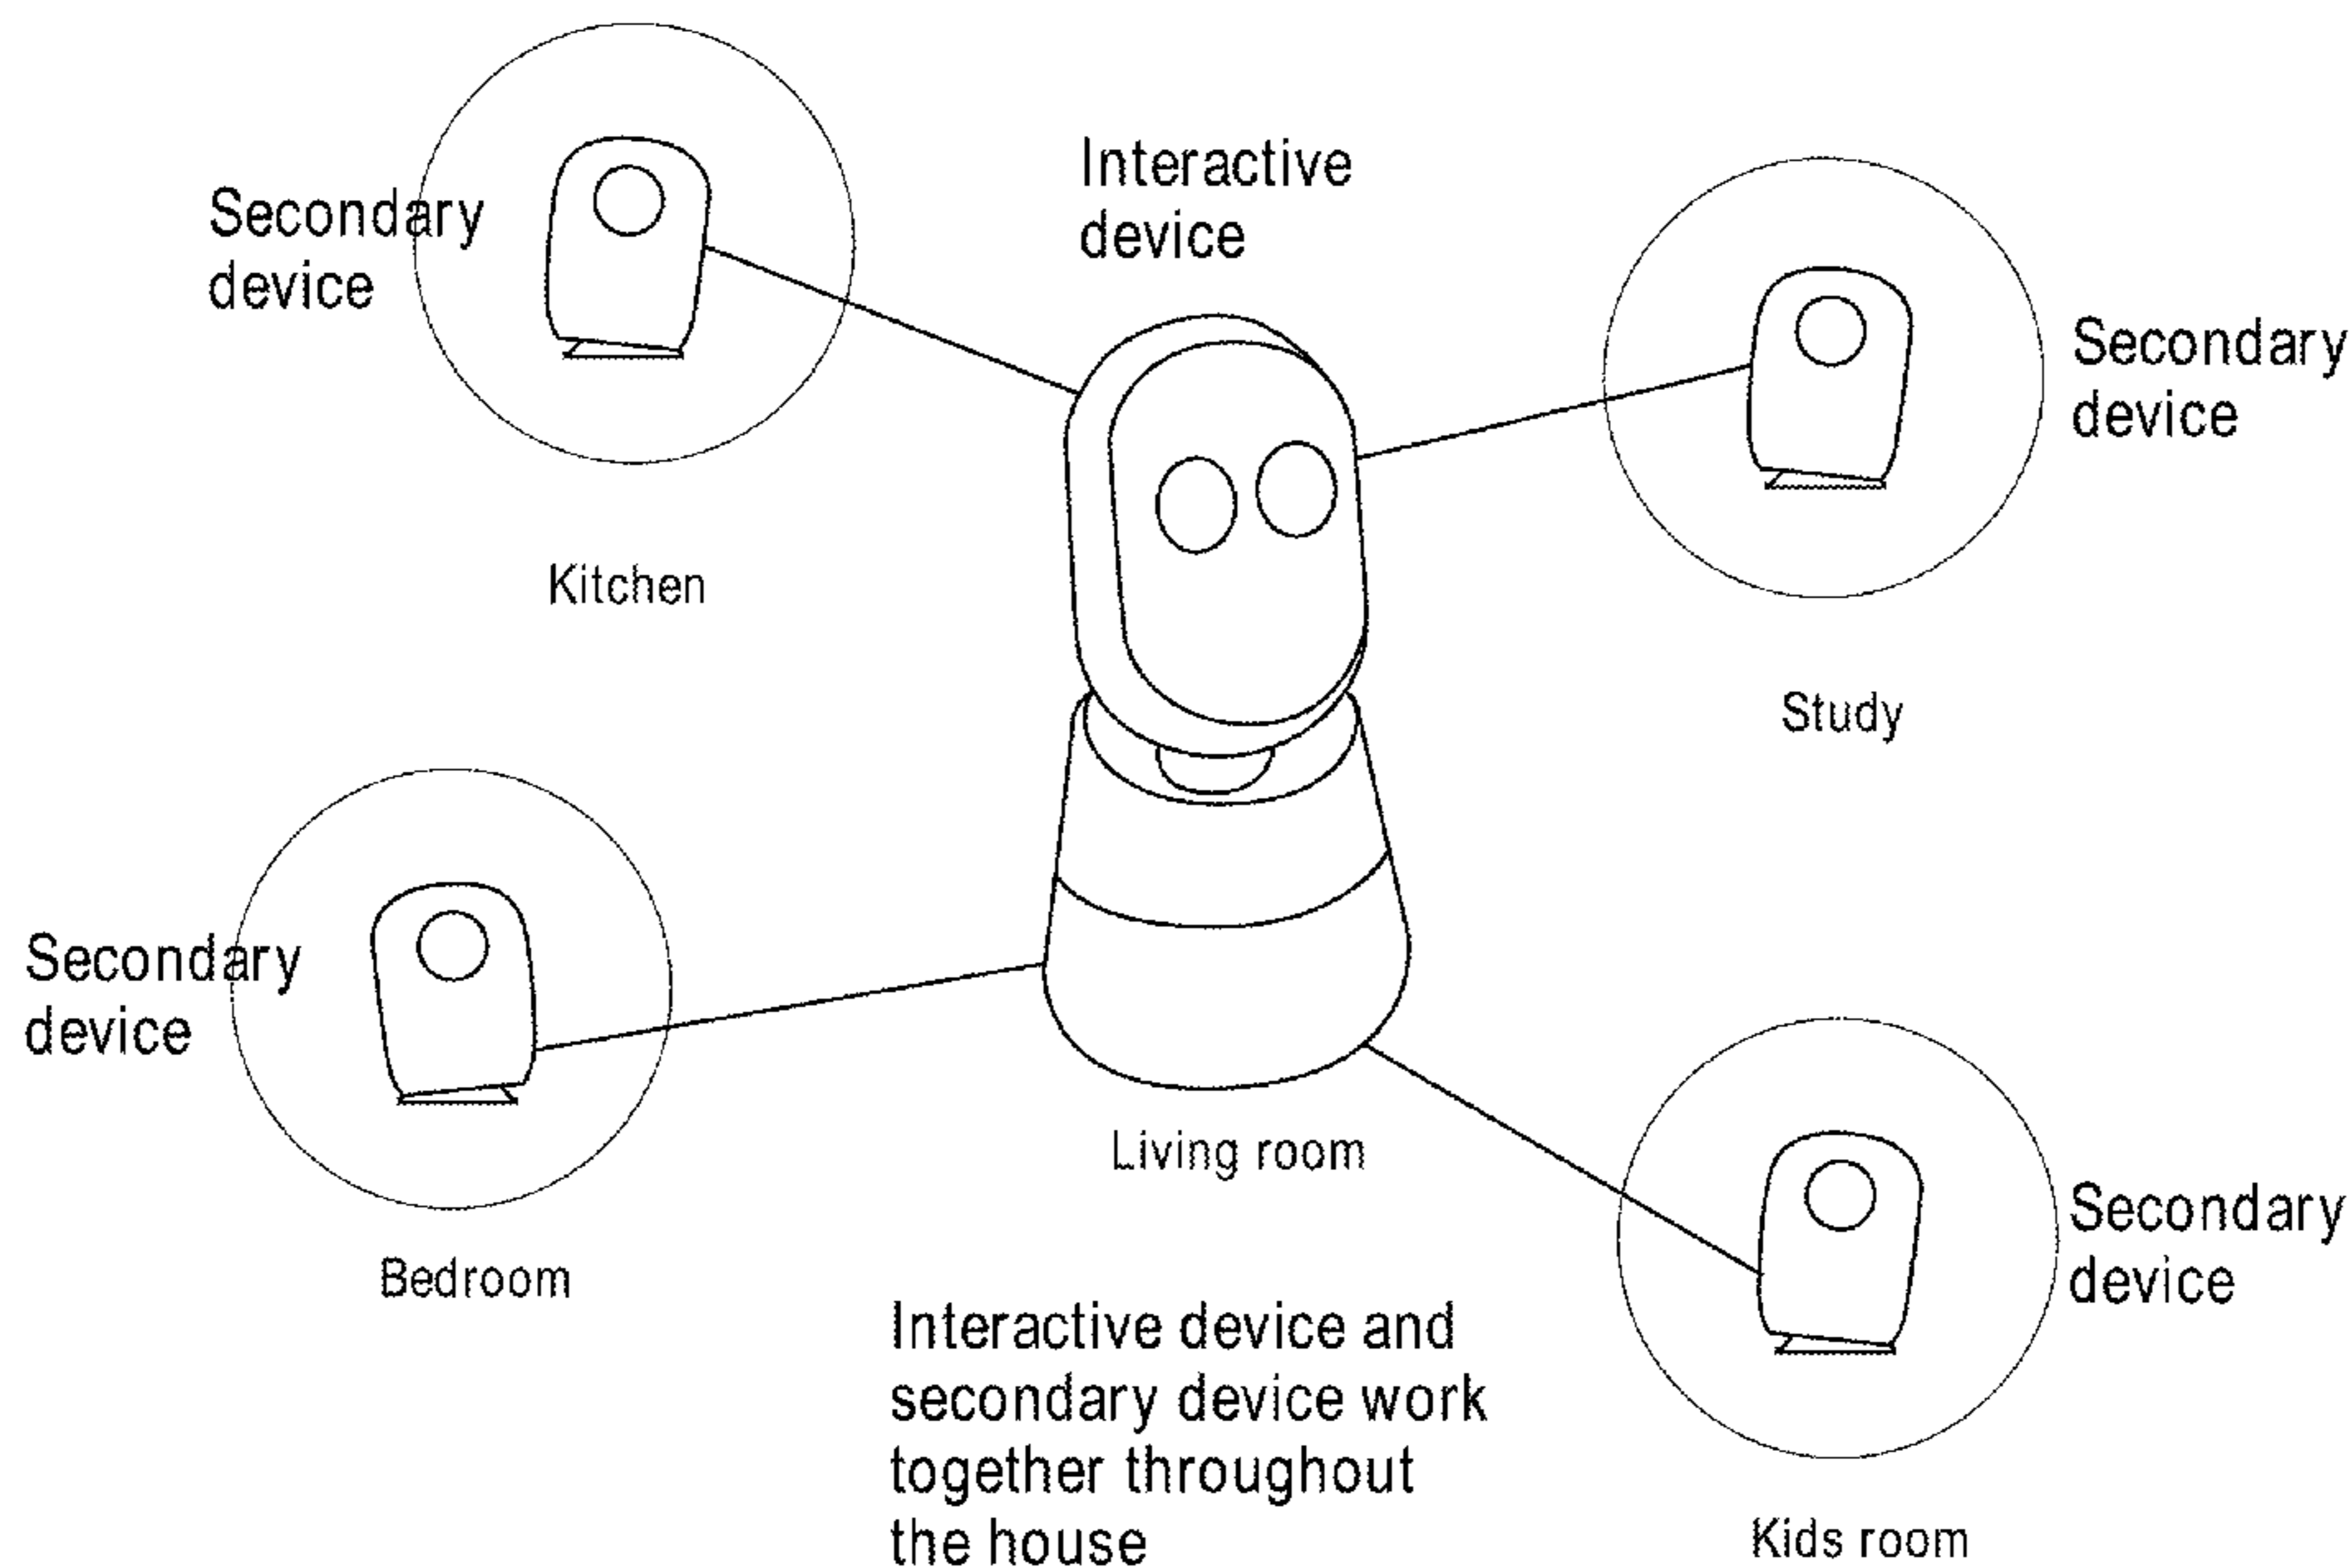 Interactive
device
Secondary
device
Kitchen
Secondary
device
Study
Secondary
device
Bedroom
Living room
Secondary
device
Kids room
Interactive device and
secondary device work
together throughout
the house